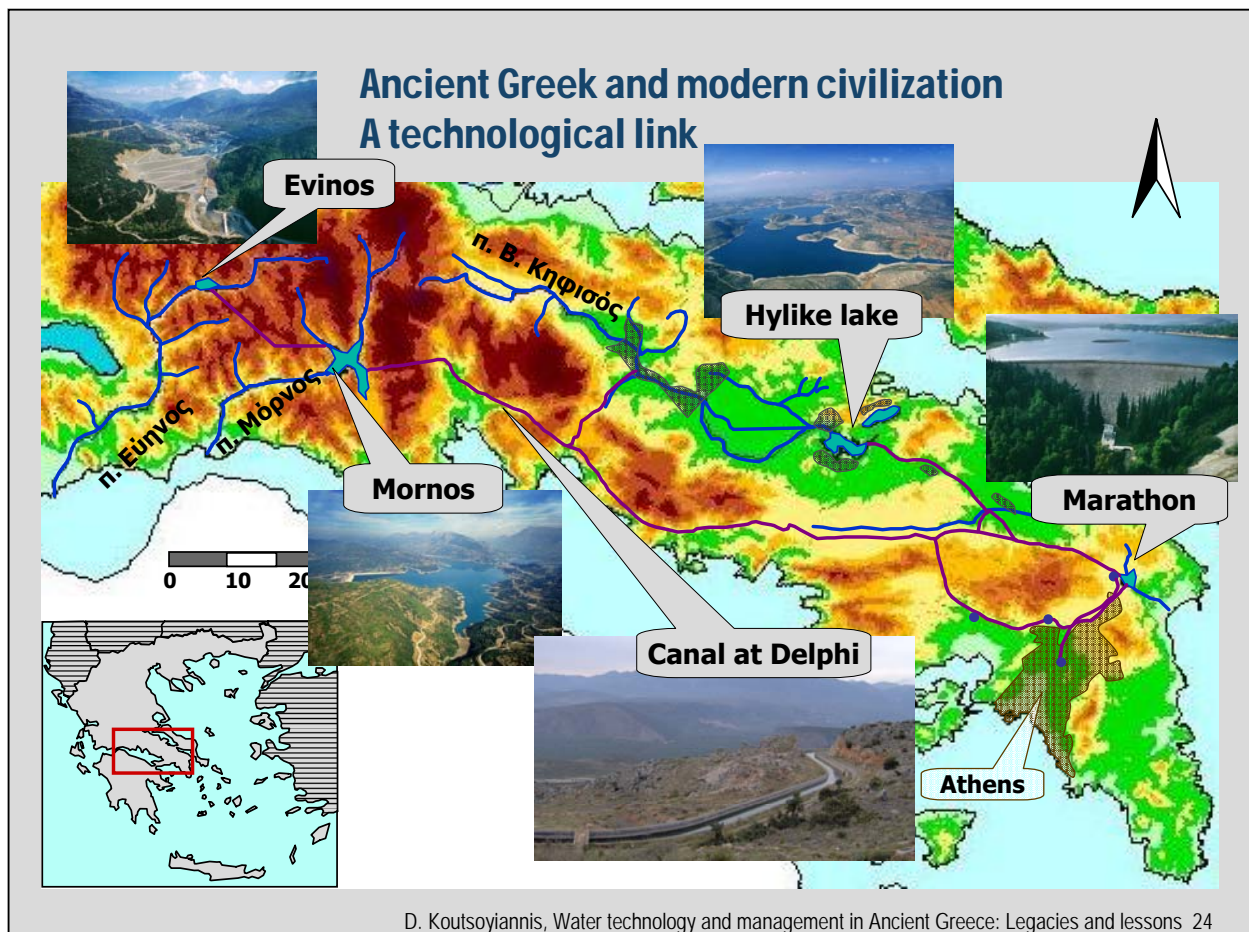 Ancient Greek and modern civilization
A technological link
Evinos
π. Β. Κηφισός
Hylike lake
π. Εύηνος
π. Μόρνος
Mornos
Marathon
0 10 20
Canal at Delphi
Athens
D. Koutsoyiannis, Water technology and management in Ancient Greece: Legacies and lessons 24